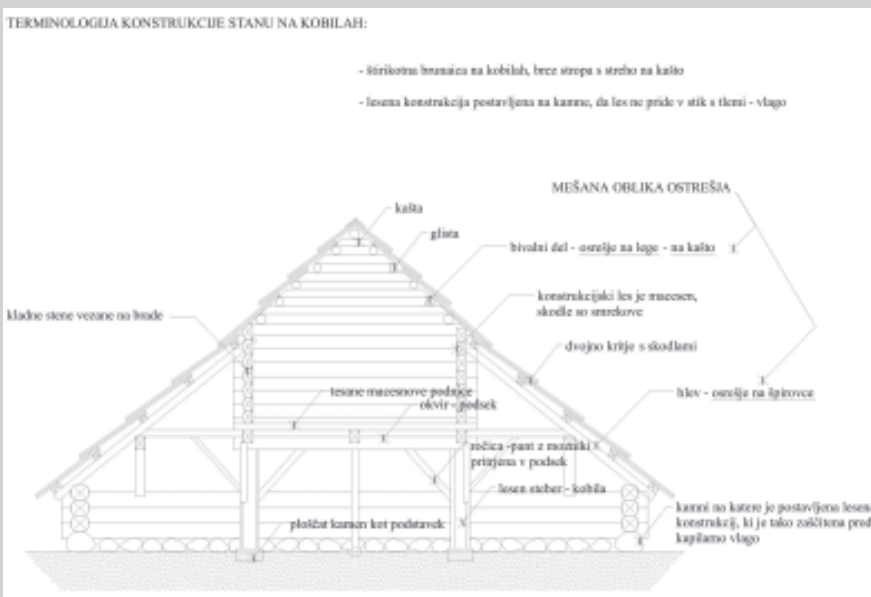 TERMINOLOGIJA KONSTRUKCIJE STANU NA KOBILAH:
- štirikotna brunaica na kobilah, brez stropa s streho na kašto
- lesena konstrukcija postavljena na kamne, da les ne pride v stik s tlemi - vlago
MEŠANA OBLIKA OSTREŠJA
kašta
glista
bivalni del - osrešje na lege - na kašto
konstrukcijski les je macesen,
skodle so smrekove
kladne stene vezane na brade
dvojno kritje s skodlami
tesane macesnove podnice
okvir - podsek
hlev - osrešje na špirovce
ročica -pant z mozniki
pritrjena v podsek
lesen steber - kobila
kamni na katere je postavljena lesena
konstrukcij, ki je tako zaščitena pred
kapilarno vlago
ploščat kamen kot podstavek